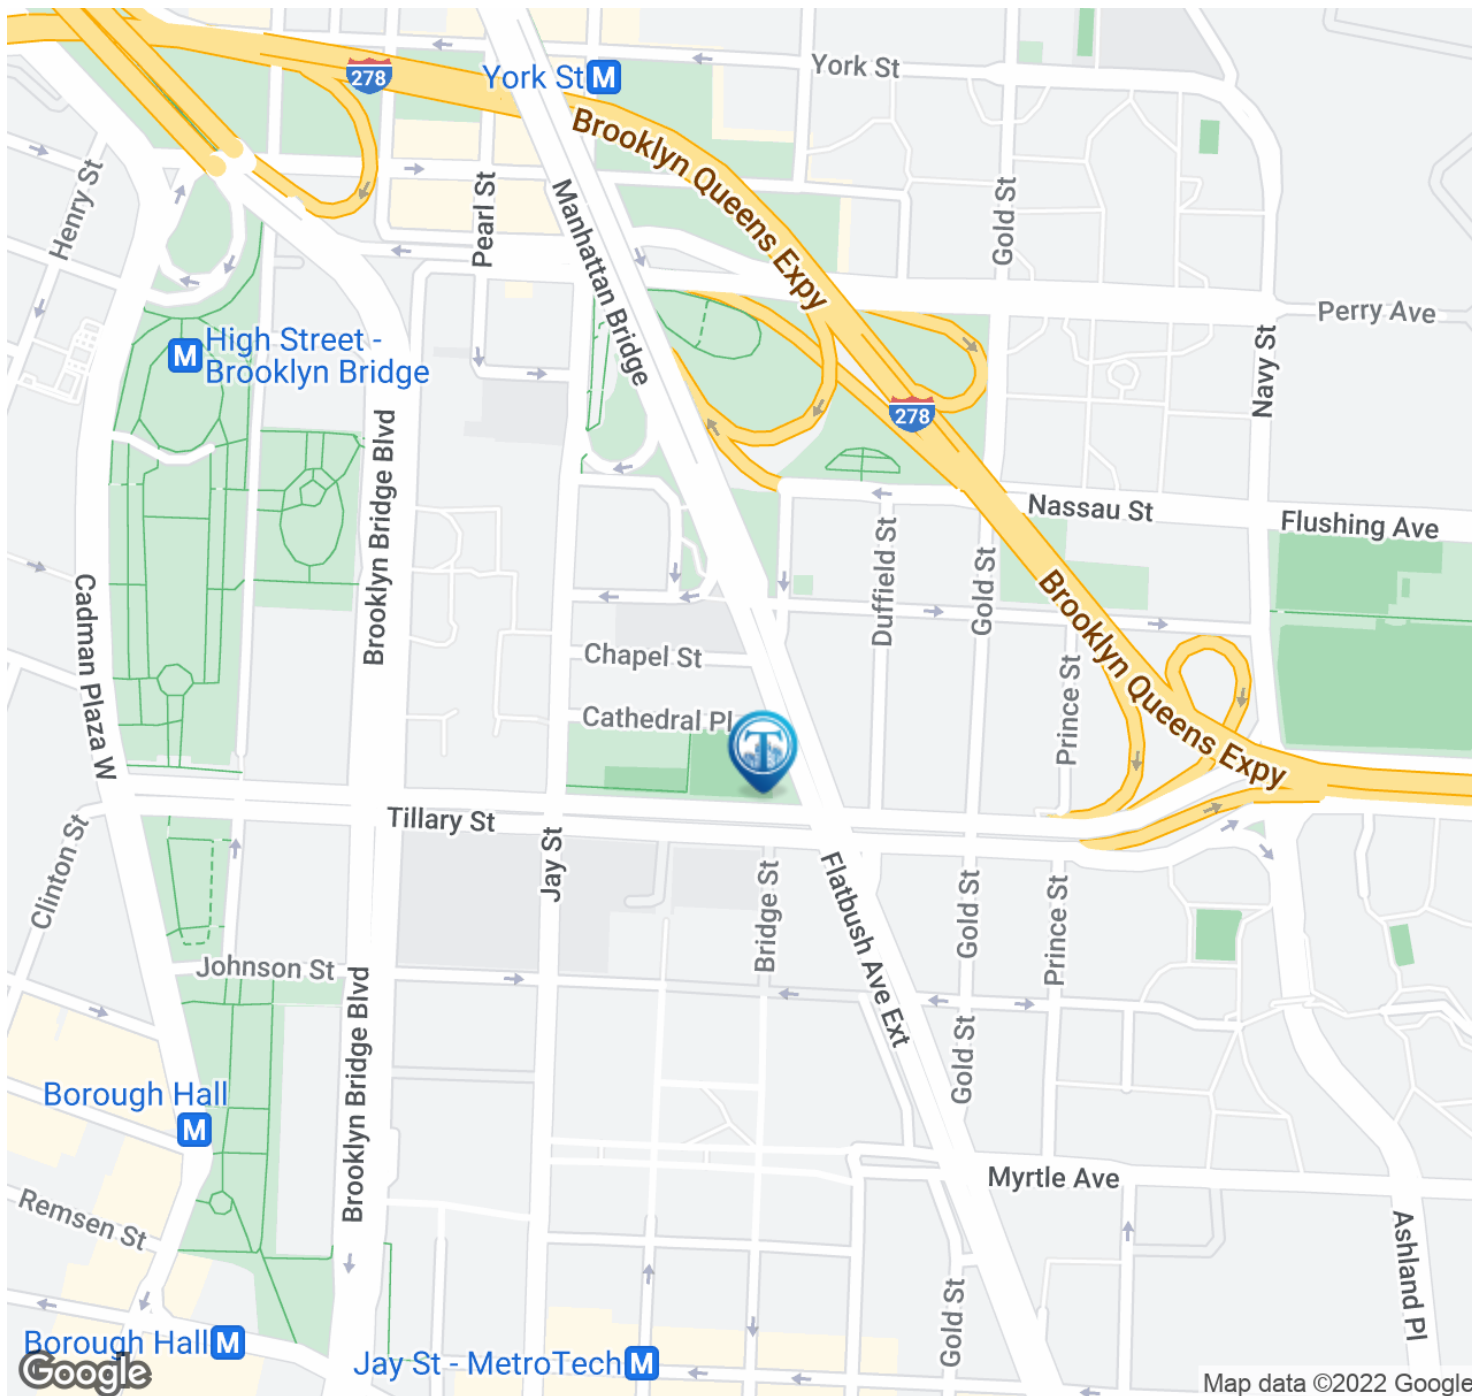 York St
278
York St M
Brooklyn Queens Expy
Henry St
Pearl St
Manhattan Bridge
Gold St
Perry Ave
M High Street -
Brooklyn Bridge
Navy St
278
Brooklyn Bridge Blvd
Nassau St
Flushing Ave
Duffield St
Gold St
Cadman Plaza W
Brooklyn Queens Expy
Chapel St
Prince St
Cathedral Pl
T
Tillary St
Clinton St
Jay St
Flatbush Ave Ext
Bridge St
Gold St
Prince St
Johnson St
Brooklyn Bridge Blvd
Gold St
Borough Hall
M
Myrtle Ave
Remsen St
Ashland Pl
Gold St
Borough Hall M
Jay St - MetroTech M
Google
Map data ©2022 Google